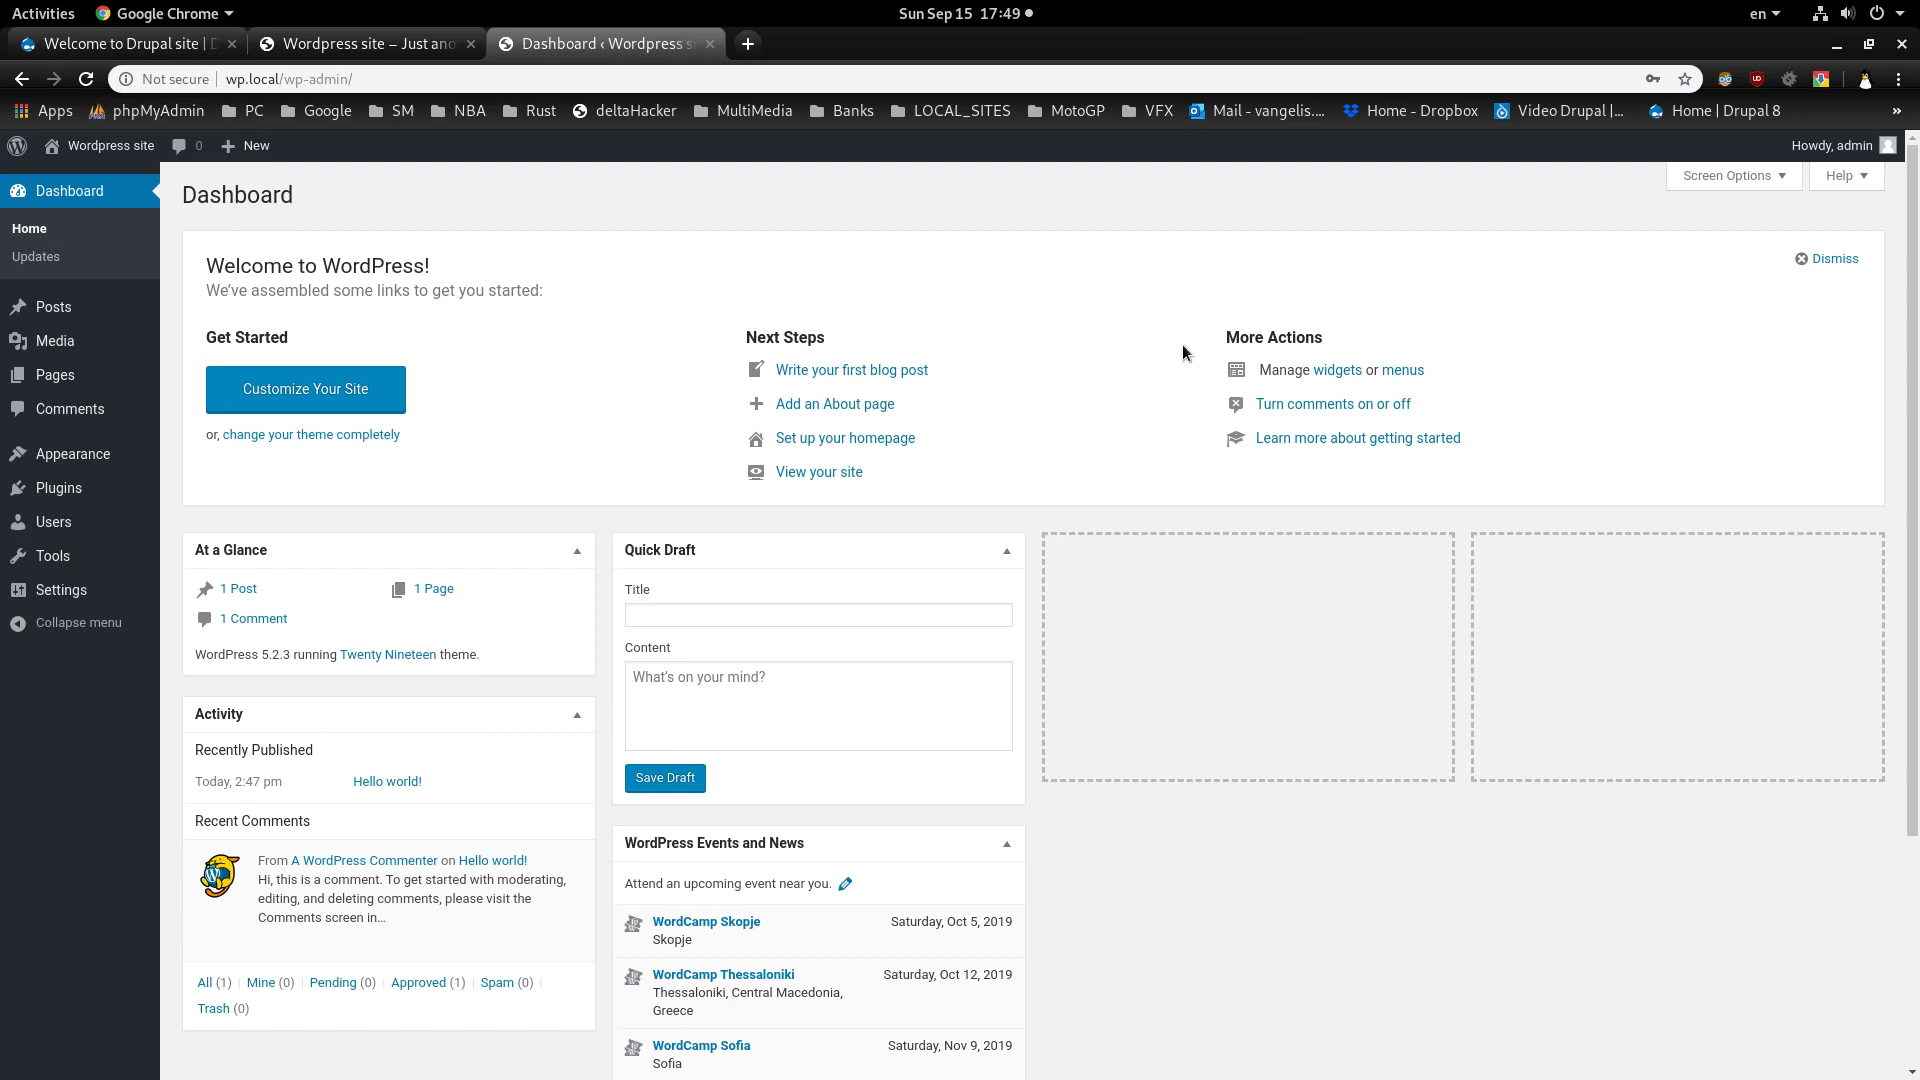 Activities
Google Chrome
Sun Sep 15 17:49
en
Welcome to Drupal site |
Wordpress site – Just ano
Dashboard ‹ Wordpress s
Not secure
wp.local/wp-admin/
Apps
phpMyAdmin
PC
Google
SM
NBA
Rust
deltaHacker
MultiMedia
Banks
LOCAL_SITES
MotoGP
VFX
Mail - vangelis....
Home - Dropbox
Video Drupal |...
Home | Drupal 8
»
Wordpress site
0
New
Howdy, admin
Dashboard
Home
Updates
Posts
Media
Pages
Comments
Appearance
Plugins
Users
Tools
Settings
Collapse menu
Dashboard
Screen Options
Help
Welcome to WordPress!
We've assembled some links to get you started:
Dismiss
Get Started
Customize Your Site
or, change your theme completely
Next Steps
Write your first blog post
Add an About page
Set up your homepage
View your site
More Actions
Manage widgets or menus
Turn comments on or off
Learn more about getting started
At a Glance
1 Post
1 Page
1 Comment
WordPress 5.2.3 running Twenty Nineteen theme.
Activity
Recently Published
Today, 2:47 pm
Hello world!
Recent Comments
From A WordPress Commenter on Hello world!
Hi, this is a comment. To get started with moderating,
editing, and deleting comments, please visit the
Comments screen in…
All (1) | Mine (0) | Pending (0) | Approved (1) | Spam (0) |
Trash (0)
Quick Draft
Title
Content
What's on your mind?
Save Draft
WordPress Events and News
Attend an upcoming event near you.
WordCamp Skopje
Saturday, Oct 5, 2019
Skopje
WordCamp Thessaloniki
Saturday, Oct 12, 2019
Thessaloniki, Central Macedonia,
Greece
WordCamp Sofia
Saturday, Nov 9, 2019
Sofia